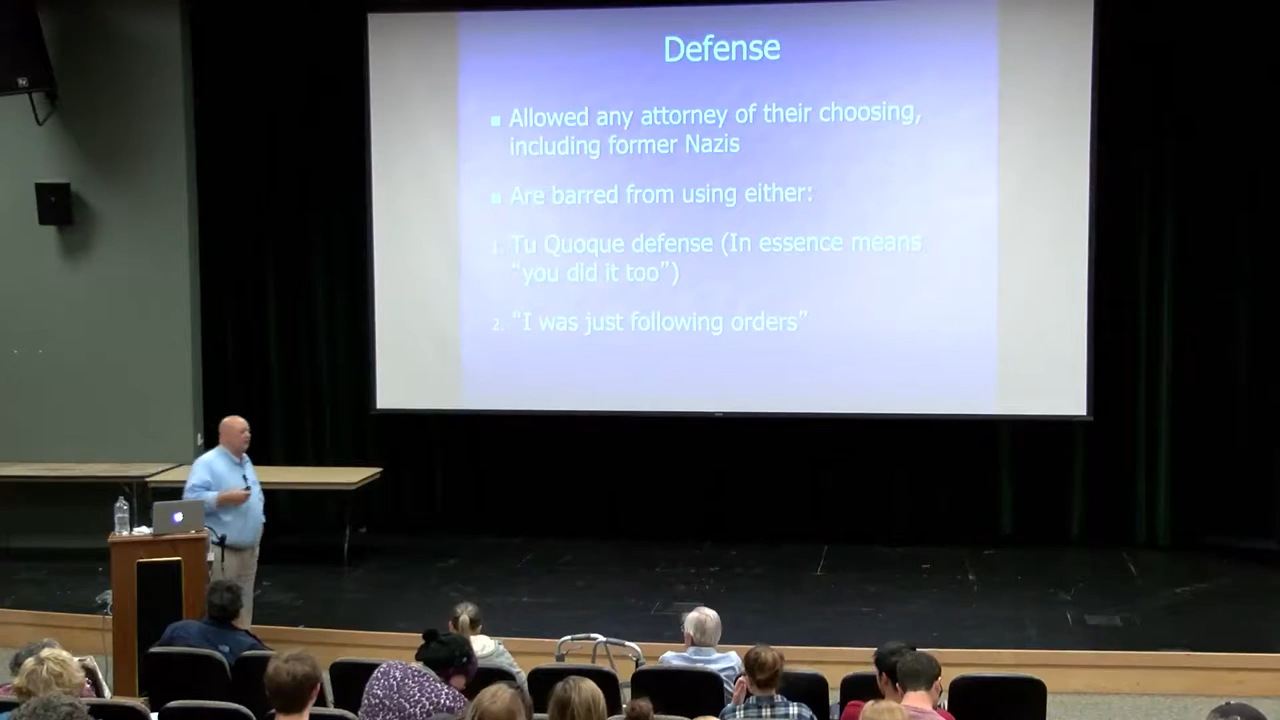 Defense
■ Allowed any attorney of their choosing,
including former Nazis
■ Are barred from using either:
1. Tu Quoque defense (In essence means
“you did it too”)
2. “I was just following orders”